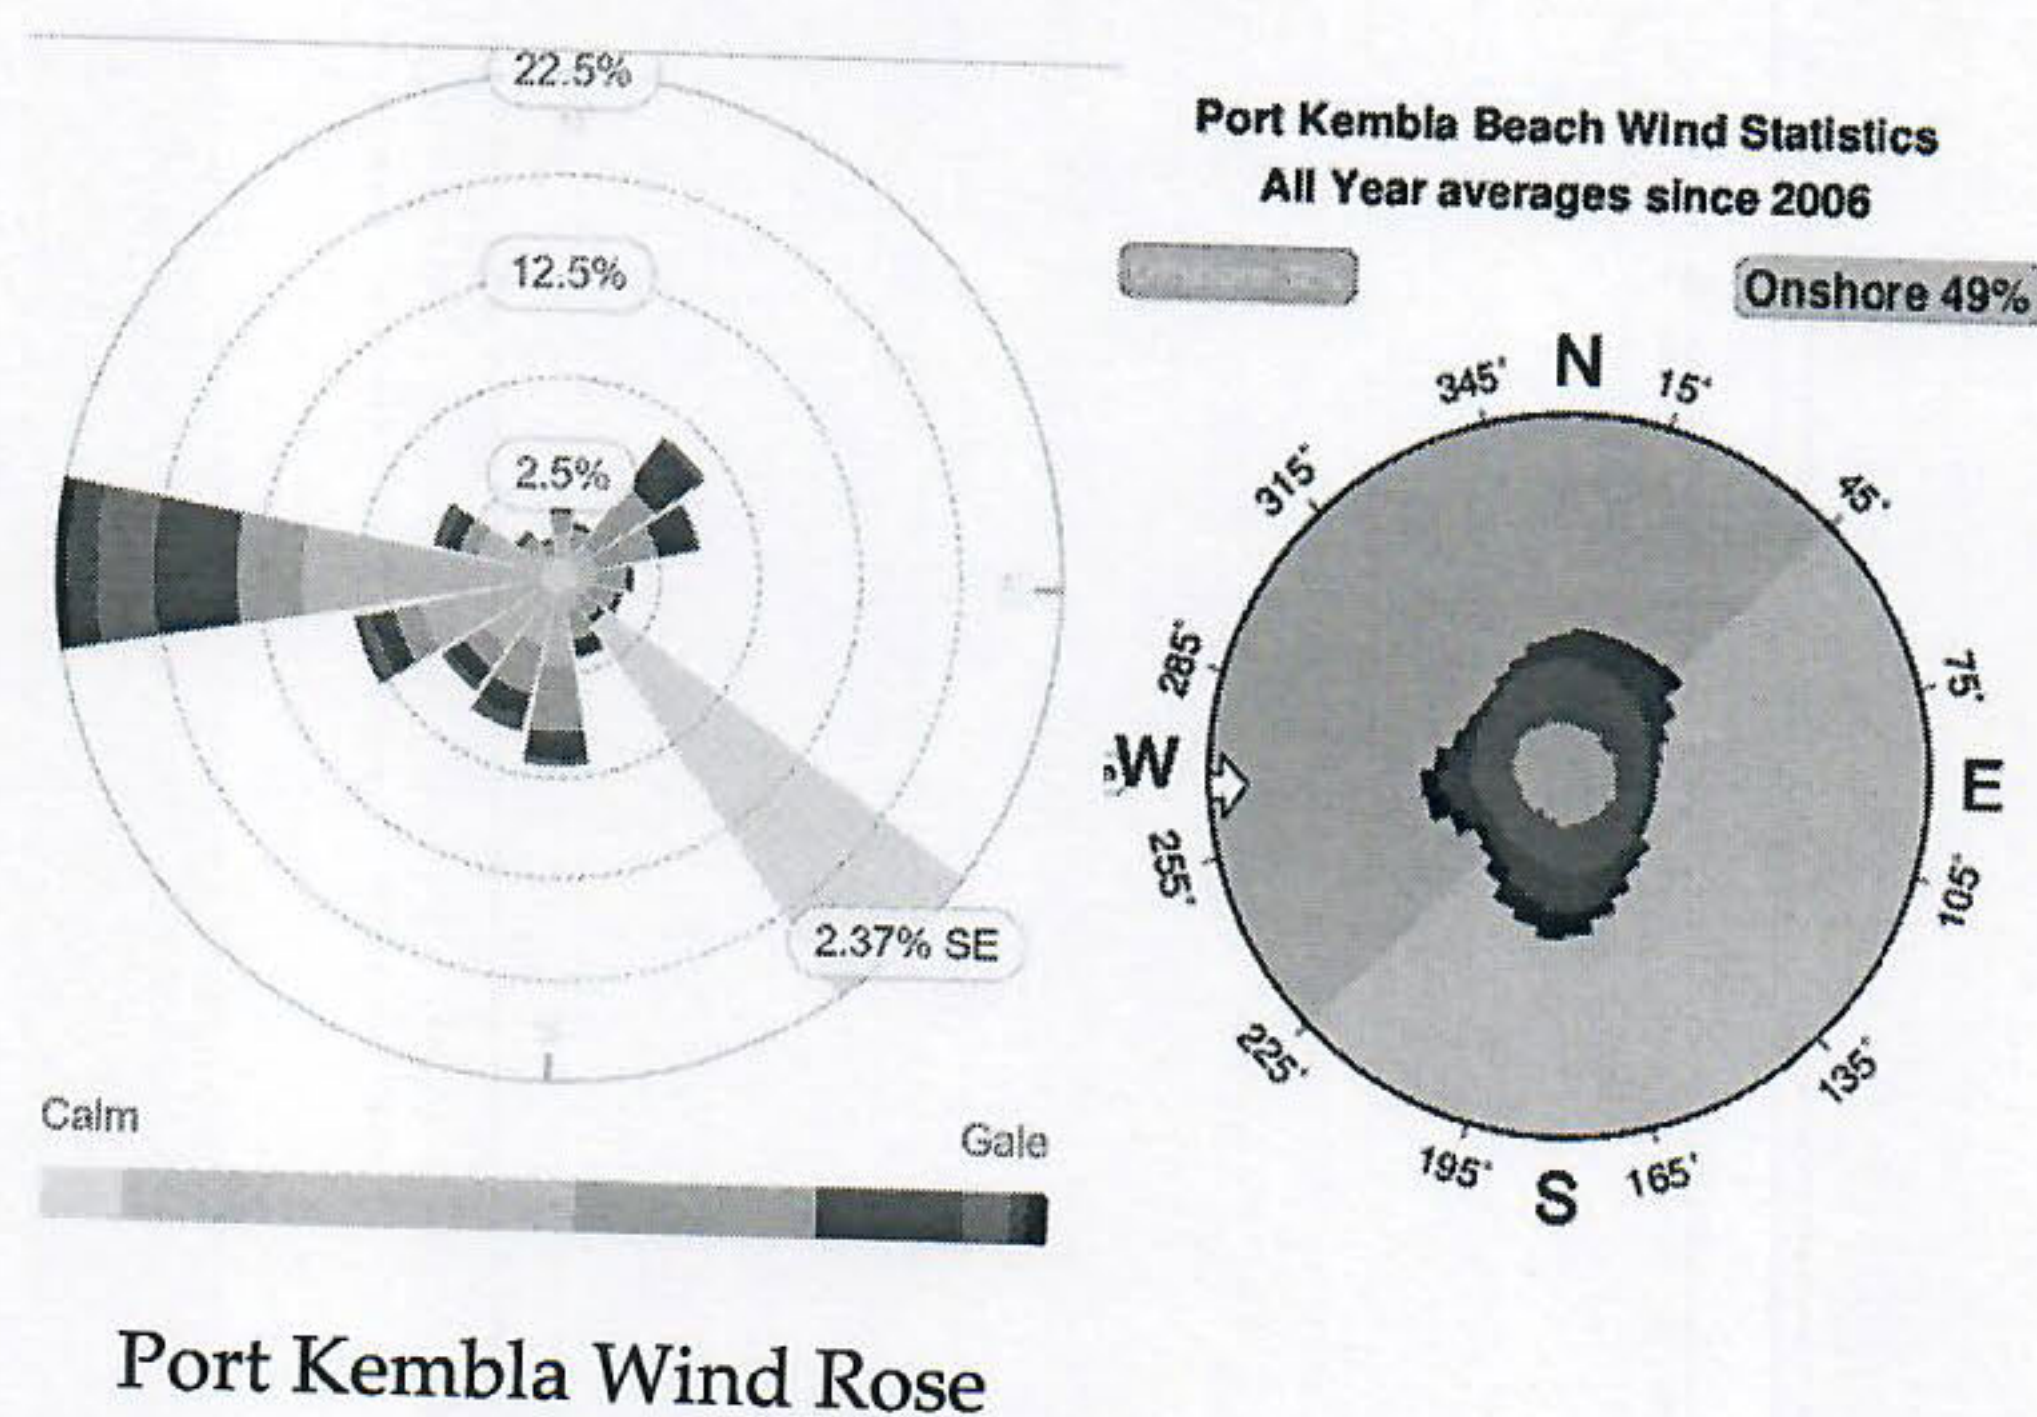 22.5%
12.5%
2.5%
2.37% SE
Calm
Gale
Port Kembla Wind Rose
Port Kembla Beach Wind Statistics
All Year averages since 2006
Onshore 49%
N
345°
15°
315°
45°
285°
75°
W
E
255°
105°
225°
135°
195°
165°
S